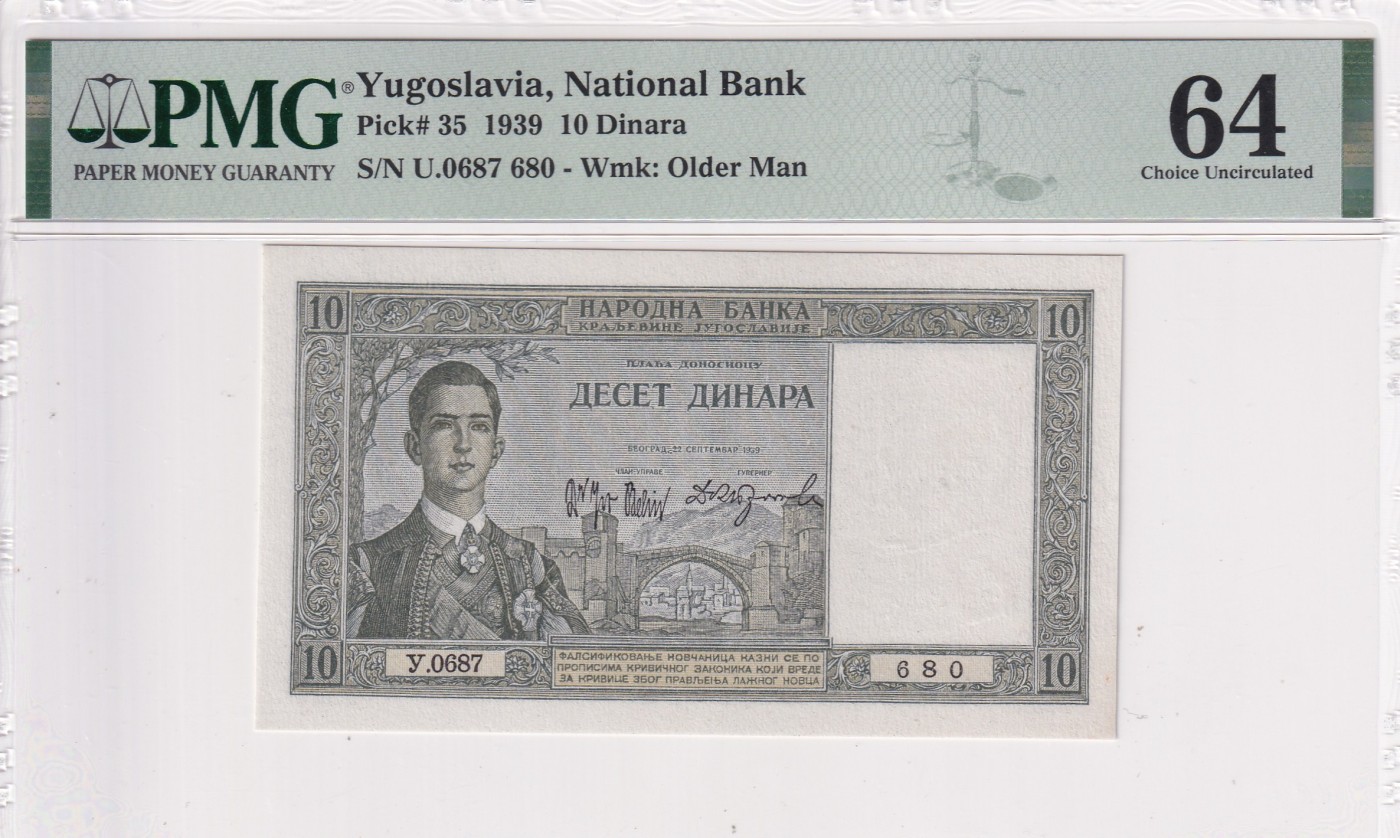 PMG®
PAPER MONEY GUARANTY
Yugoslavia, National Bank
Pick# 35 1939 10 Dinara
S/N U.0687 680 - Wmk: Older Man
64
Choice Uncirculated
10
НАРОДНА БАНКА
КРАЉЕВИНЕ ЈУГОСЛАВИЈЕ
10
ПЛАЋА ДОНОСИОЦУ
ДЕСЕТ ДИНАРА
БЕОГРАД, 22 СЕПТЕМБАР 1939
ЧЛАН УПРАВЕ
ГУВЕРНЕР
10
У.0687
ФАЛСИФИКОВАЊЕ НОВЧАНИЦА КАЗНИ СЕ ПО
ПРОПИСИМА КРИВИЧНОГ ЗАКОНИКА КОЈИ ВРЕДЕ
ЗА КРИВИЦЕ ЗБОГ ПРАВЉЕЊА ЛАЖНОГ НОВЦА
680
10